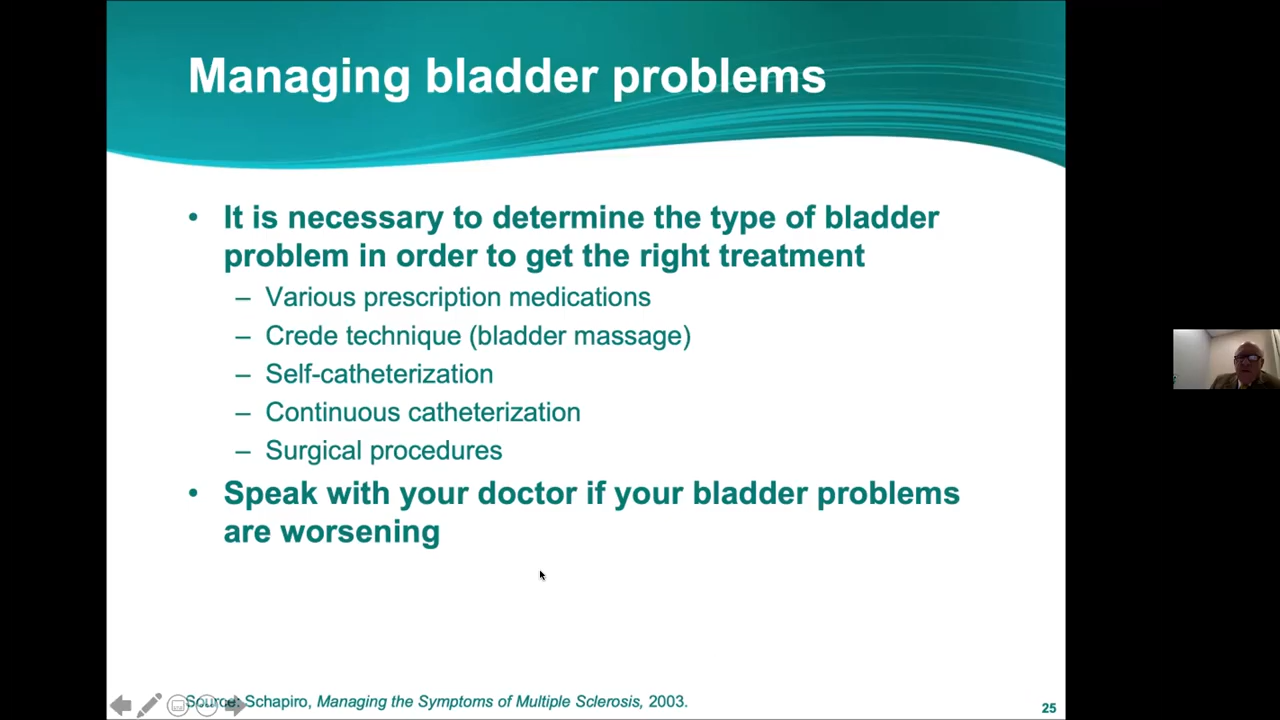 Managing bladder problems
• It is necessary to determine the type of bladder
problem in order to get the right treatment
– Various prescription medications
– Crede technique (bladder massage)
– Self-catheterization
– Continuous catheterization
– Surgical procedures
• Speak with your doctor if your bladder problems
are worsening
Source: Schapiro, Managing the Symptoms of Multiple Sclerosis, 2003.
25